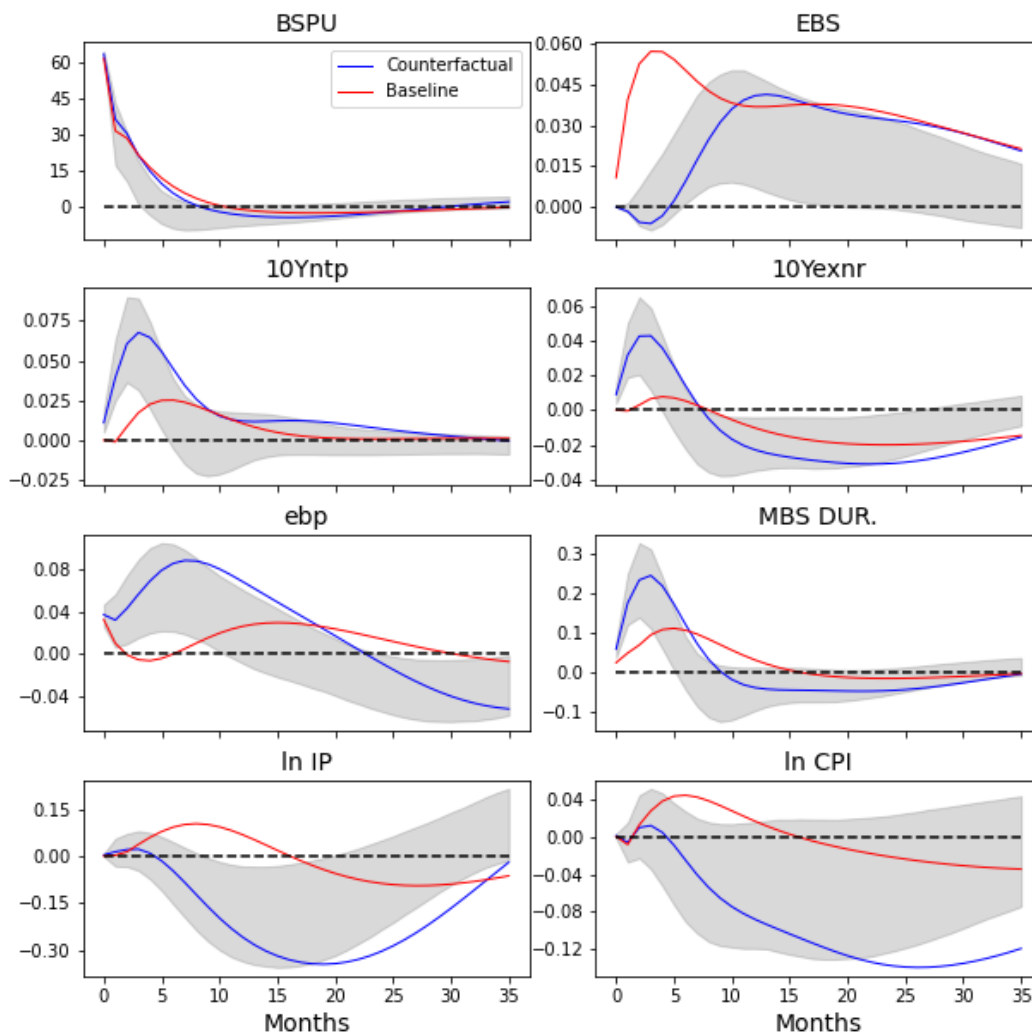 BSPU
60
45
30
15
0
Counterfactual
Baseline
EBS
0.060
0.045
0.030
0.015
0.000
10Yntp
0.075
0.050
0.025
0.000
−0.025
10Yexnr
0.06
0.04
0.02
0.00
−0.02
−0.04
ebp
0.08
0.04
0.00
−0.04
MBS DUR.
0.3
0.2
0.1
0.0
−0.1
ln IP
0.15
0.00
−0.15
−0.30
0 5 10 15 20 25 30 35
Months
ln CPI
0.04
0.00
−0.04
−0.08
−0.12
0 5 10 15 20 25 30 35
Months